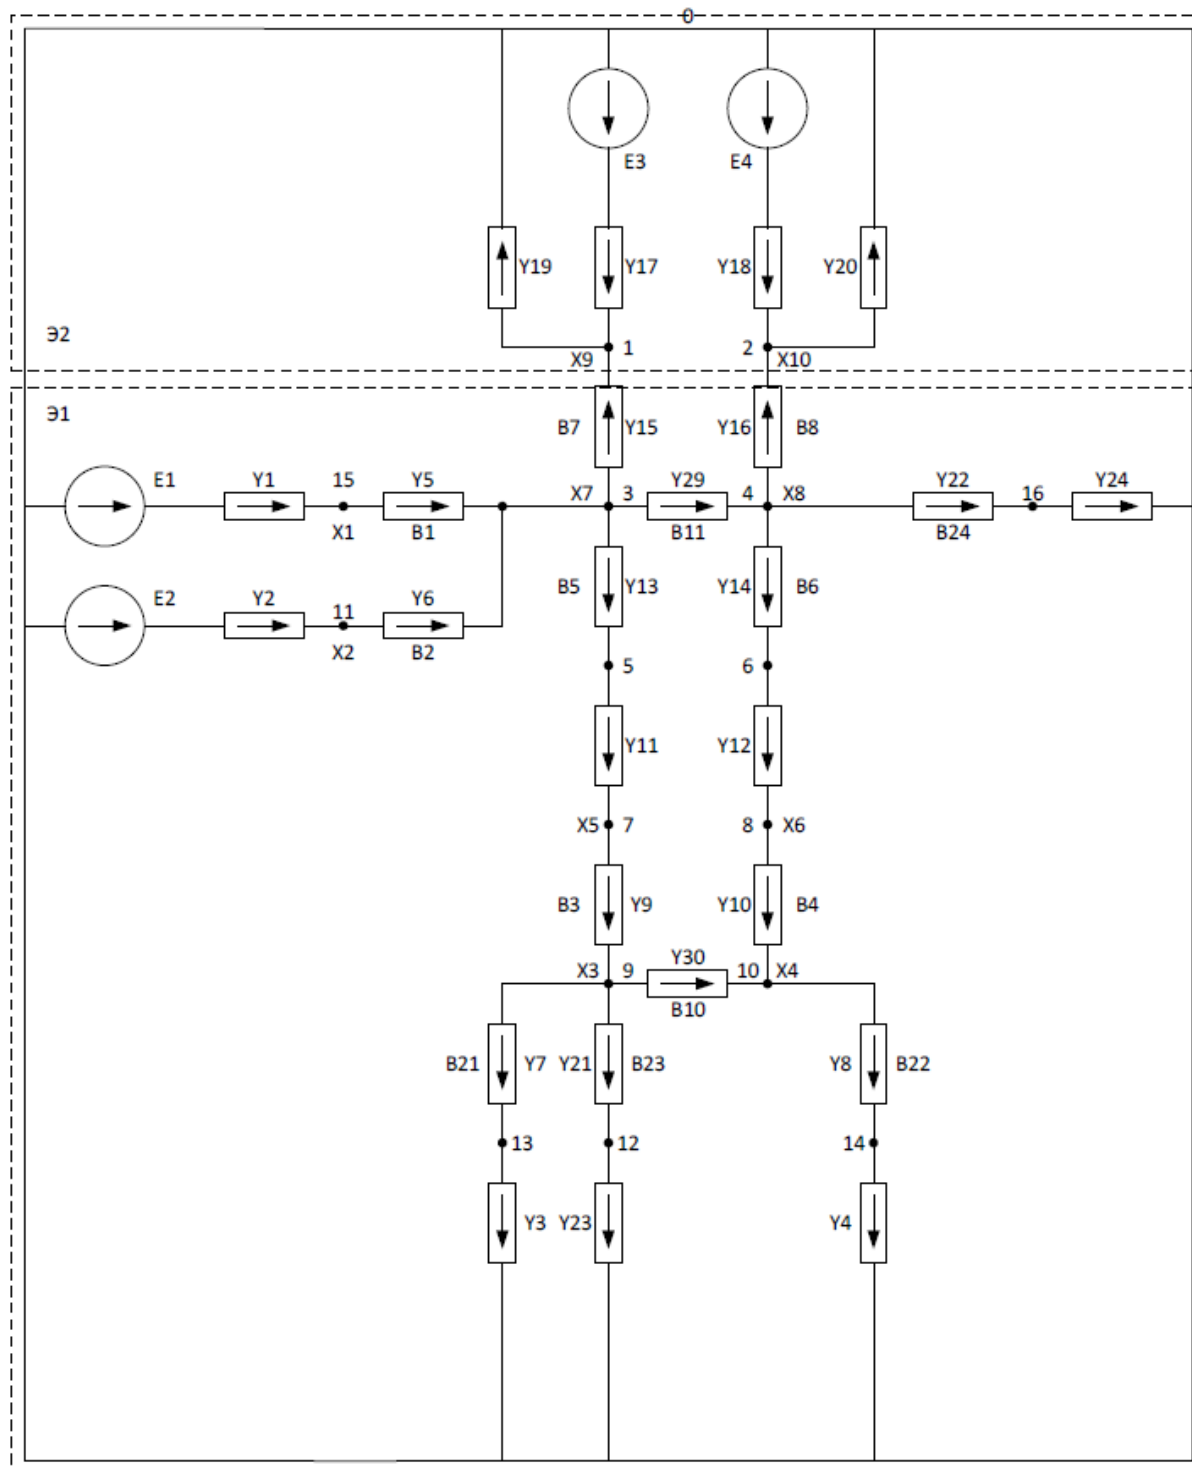 0
E3 E4
Y19 Y17 Y18 Y20
Э2
1 2
X9 X10
Э1
B7 Y15 Y16 B8
E1 Y1 15 Y5 X7 3 Y29 4 X8 Y22 16 Y24
X1 B1 B11 B24
E2 Y2 11 Y6 B5 Y13 Y14 B6
X2 B2
5 6
Y11 Y12
X5 7 8 X6
B3 Y9 Y10 B4
Y30
X3 9 10 X4
B10
B21 Y7 Y21 B23 Y8 B22
13 12 14
Y3 Y23 Y4